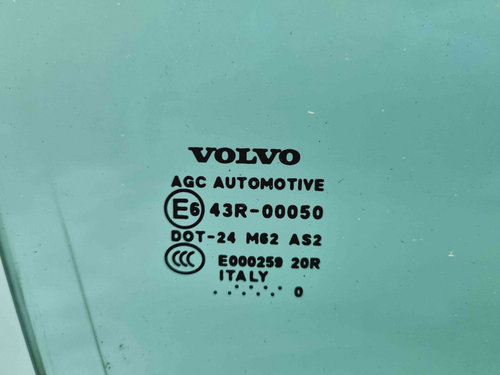 VOLVO
AGC AUTOMOTIVE
E6 43R-00050
DOT-24 M62 AS2
CCC E000259 20R
ITALY
...... 0